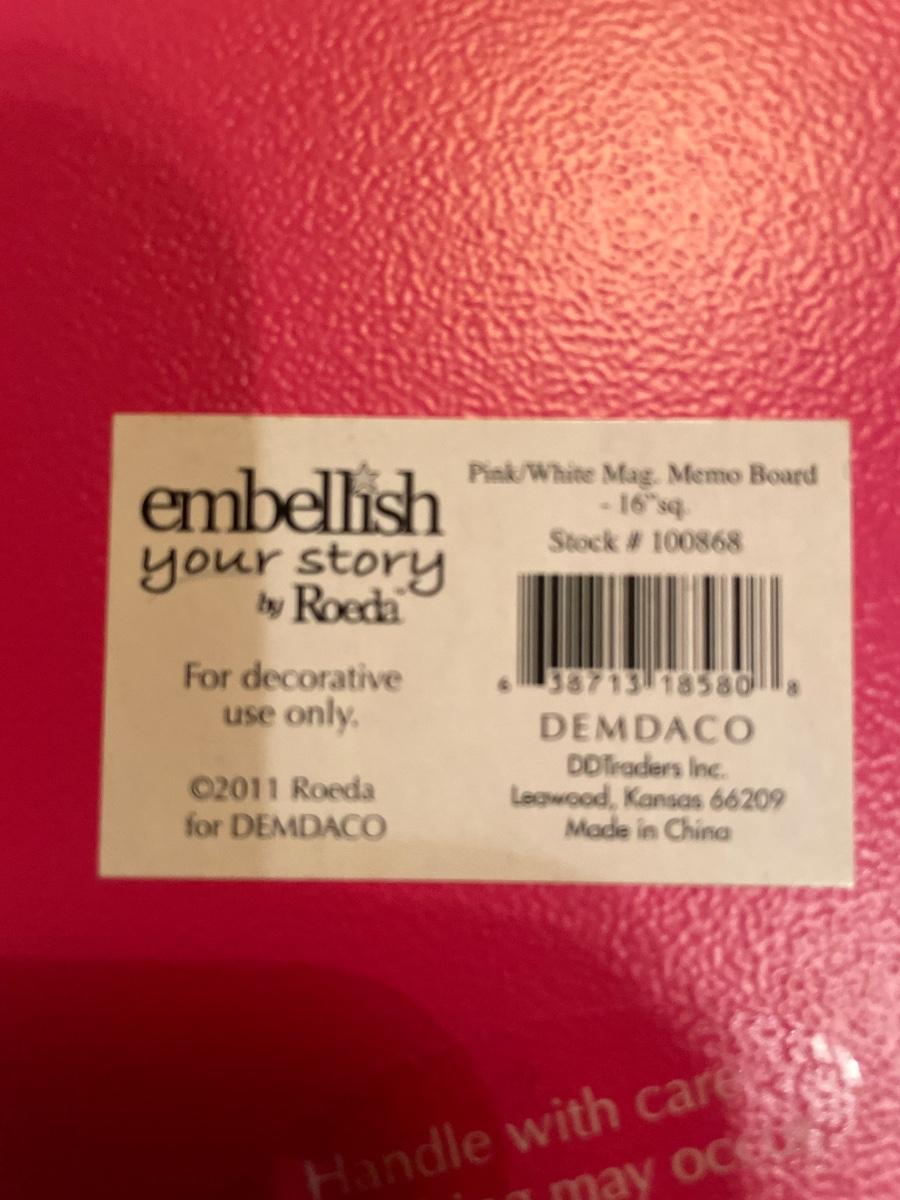 embellish
your story
by Roeda™
For decorative
use only.
©2011 Roeda
for DEMDACO
Pink/White Mag. Memo Board
- 16"sq.
Stock # 100868
6 38713 18580 8
DEMDACO
DDTraders Inc.
Leawood, Kansas 66209
Made in China
Handle with care
may occur